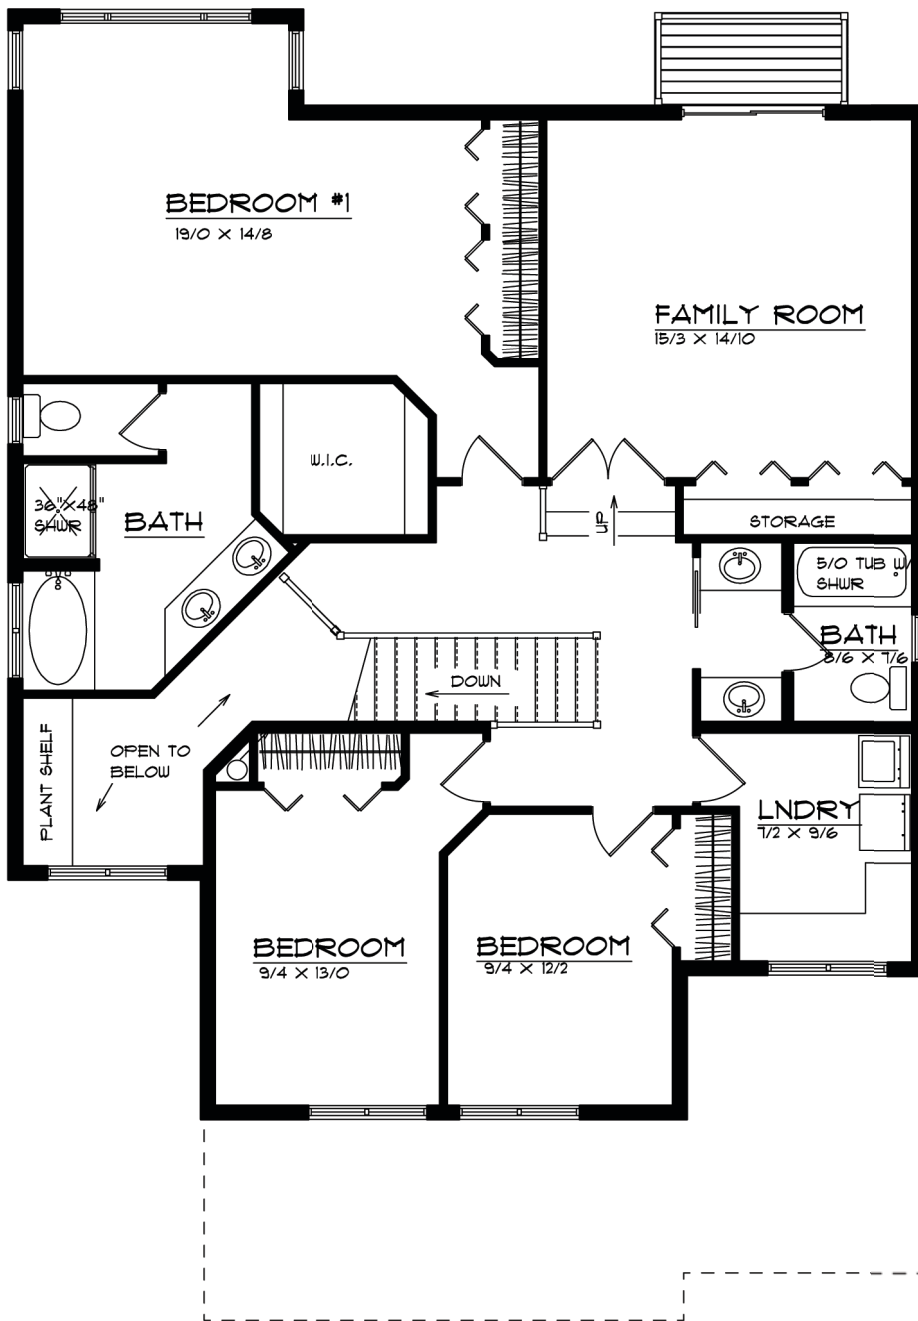 BEDROOM #1
19/0 X 14/8
FAMILY ROOM
15/3 X 14/10
W.I.C.
36"X48"
SHWR
BATH
UP
STORAGE
5/0 TUB W/
SHWR
BATH
8/6 X 7/6
DOWN
PLANT SHELF
OPEN TO
BELOW
LNDRY
7/2 X 9/6
BEDROOM
9/4 X 13/0
BEDROOM
9/4 X 12/2